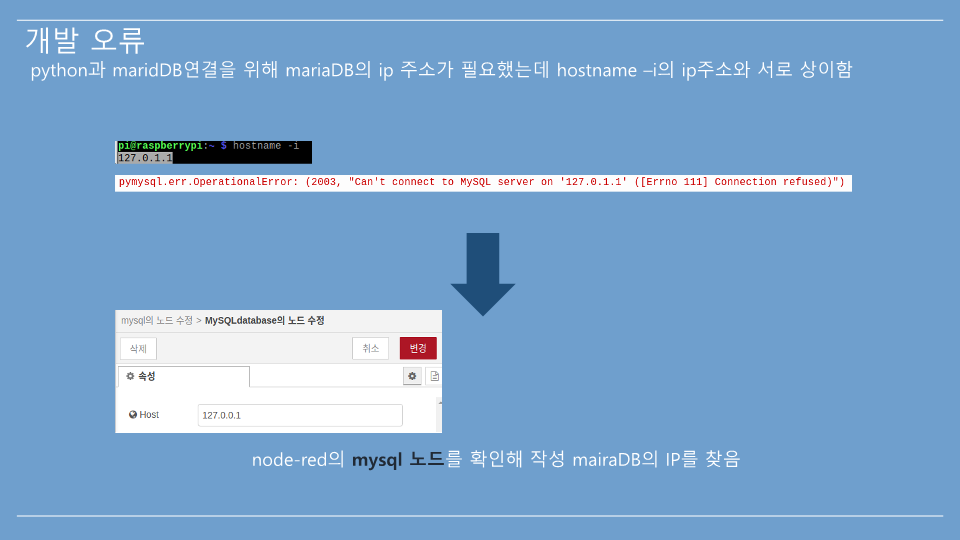 개발 오류
python과 maridDB연결을 위해 mariaDB의 ip 주소가 필요했는데 hostname –i의 ip주소와 서로 상이함
pi@raspberrypi:~ $ hostname -i
127.0.1.1
pymysql.err.OperationalError: (2003, "Can't connect to MySQL server on '127.0.1.1' ([Errno 111] Connection refused)")
mysql의 노드 수정 > MySQLdatabase의 노드 수정
삭제 취소 변경
속성
Host 127.0.0.1
node-red의 mysql 노드를 확인해 작성 mairaDB의 IP를 찾음